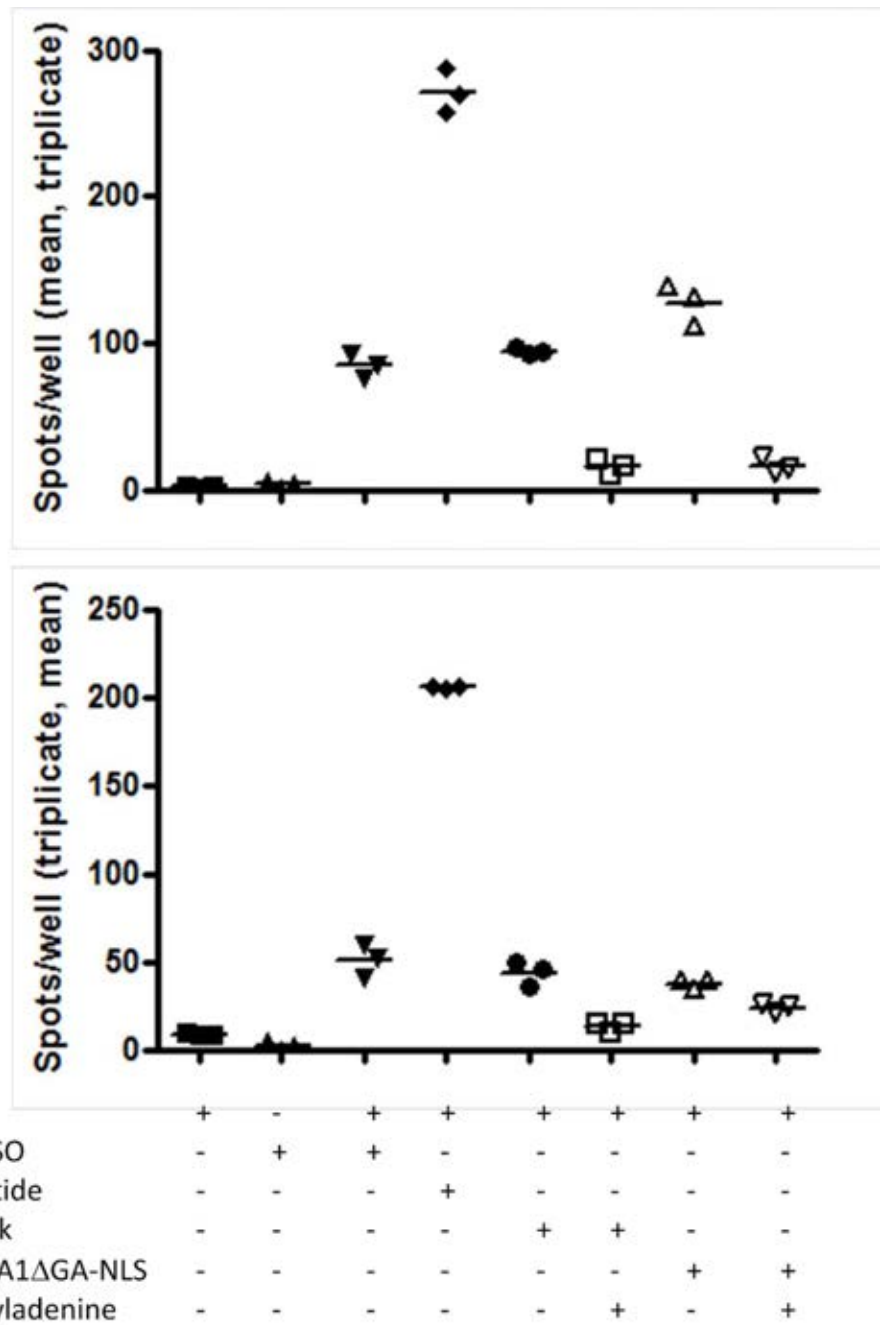 Spots/well (mean, triplicate)
300
200
100
0
Spots/well (triplicate, mean)
250
200
150
100
50
0
+ - + + + + + +
SO - + + - - - - -
tide - - - + - - - -
k - - - - + + - -
A1ΔGA-NLS - - - - - - + +
yladenine - - - - - + - +